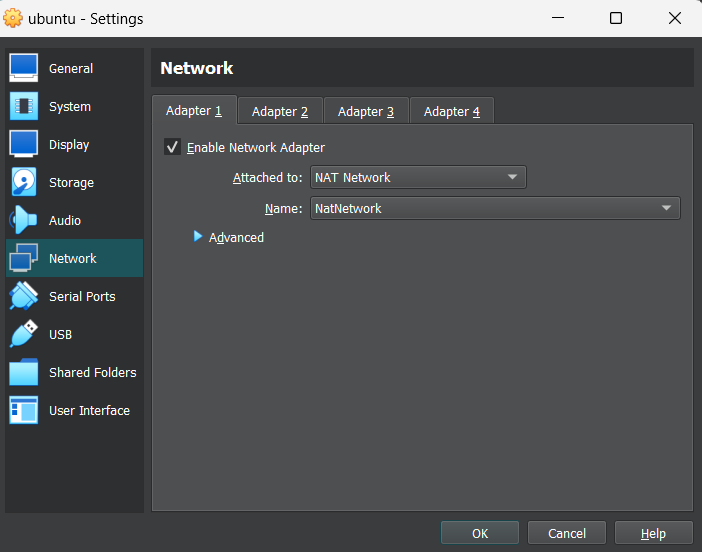 ubuntu - Settings
General
System
Display
Storage
Audio
Network
Serial Ports
USB
Shared Folders
User Interface
Network
Adapter 1 Adapter 2 Adapter 3 Adapter 4
Enable Network Adapter
Attached to: NAT Network
Name: NatNetwork
Advanced
OK Cancel Help